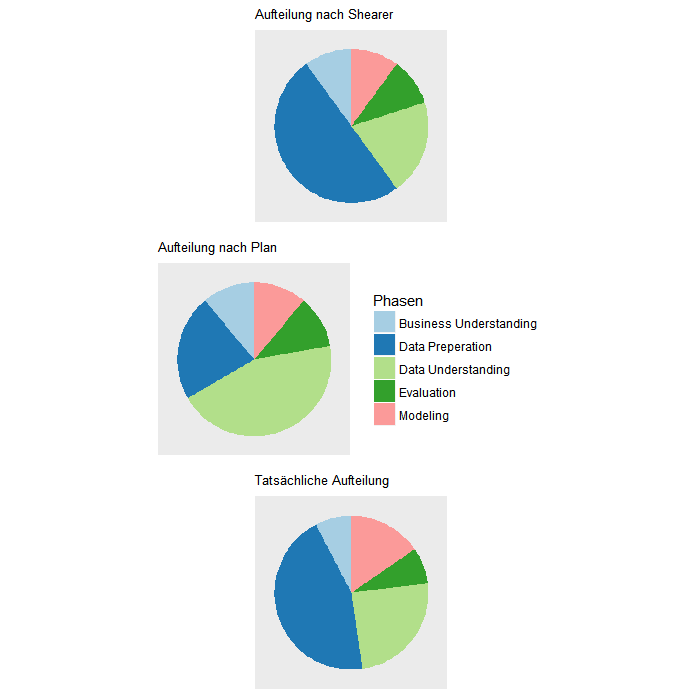 Aufteilung nach Shearer
Aufteilung nach Plan
Phasen
Business Understanding
Data Preperation
Data Understanding
Evaluation
Modeling
Tatsächliche Aufteilung